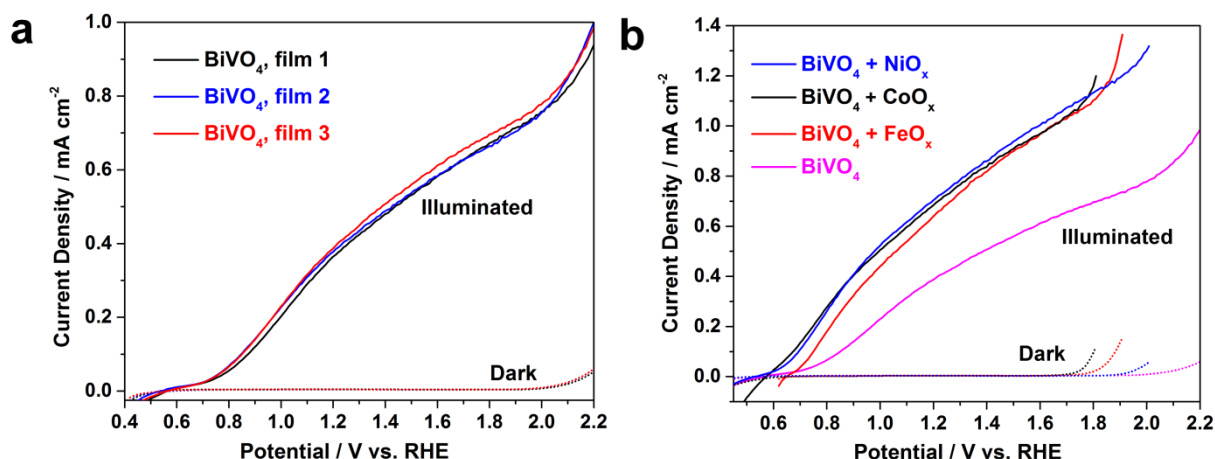 a
BiVO4, film 1
BiVO4, film 2
BiVO4, film 3
Illuminated
Dark
Current Density / mA cm⁻²
1.0
0.8
0.6
0.4
0.2
0.0
0.4 0.6 0.8 1.0 1.2 1.4 1.6 1.8 2.0 2.2
Potential / V vs. RHE
b
BiVO4 + NiOx
BiVO4 + CoOx
BiVO4 + FeOx
BiVO4
Illuminated
Dark
Current Density / mA cm⁻²
1.4
1.2
1.0
0.8
0.6
0.4
0.2
0.0
0.6 0.8 1.0 1.2 1.4 1.6 1.8 2.0 2.2
Potential / V vs. RHE